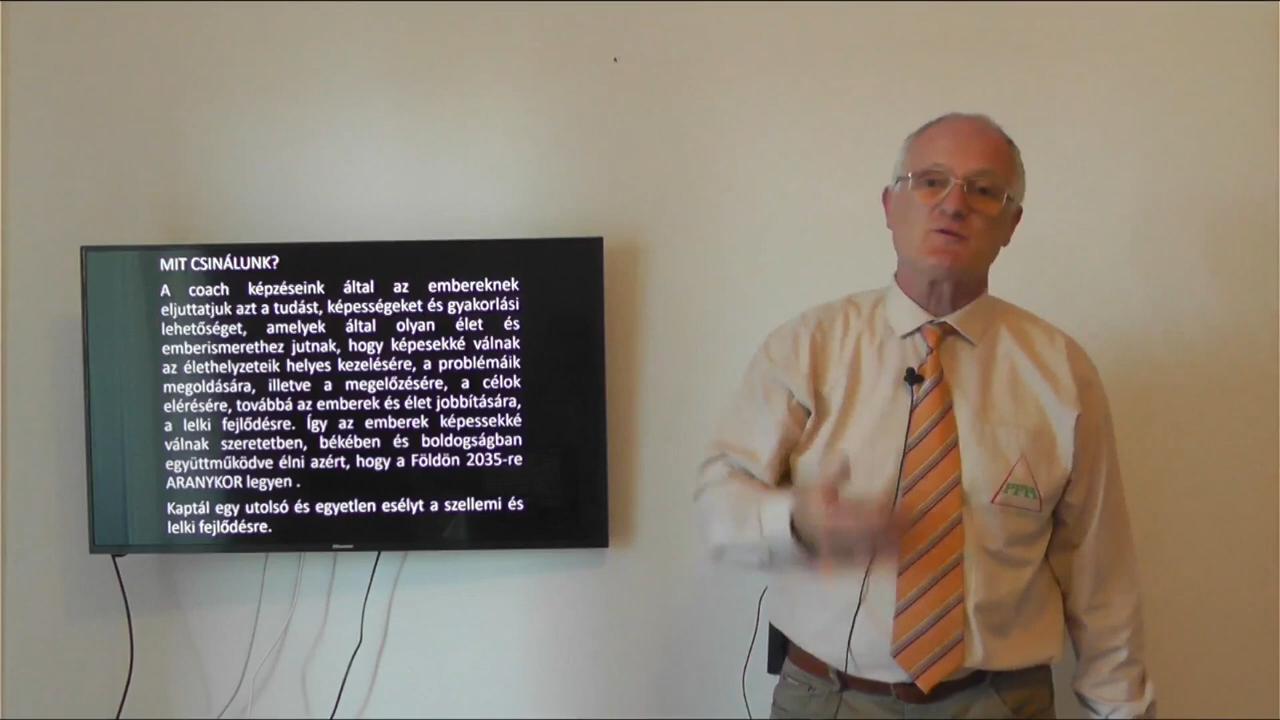 MIT CSINÁLUNK?
A coach képzéseink által az embereknek
eljuttatjuk azt a tudást, képességeket és gyakorlási
lehetőséget, amelyek által olyan élet és
emberismerethez jutnak, hogy képesekké válnak
az élethelyzeteik helyes kezelésére, a problémáik
megoldására, illetve a megelőzésére, a célok
elérésére, továbbá az emberek és élet jobbítására,
a lelki fejlődésre. Így az emberek képessekké
válnak szeretetben, békében és boldogságban
együttműködve élni azért, hogy a Földön 2035-re
ARANYKOR legyen .
Kaptál egy utolsó és egyetlen esélyt a szellemi és
lelki fejlődésre.